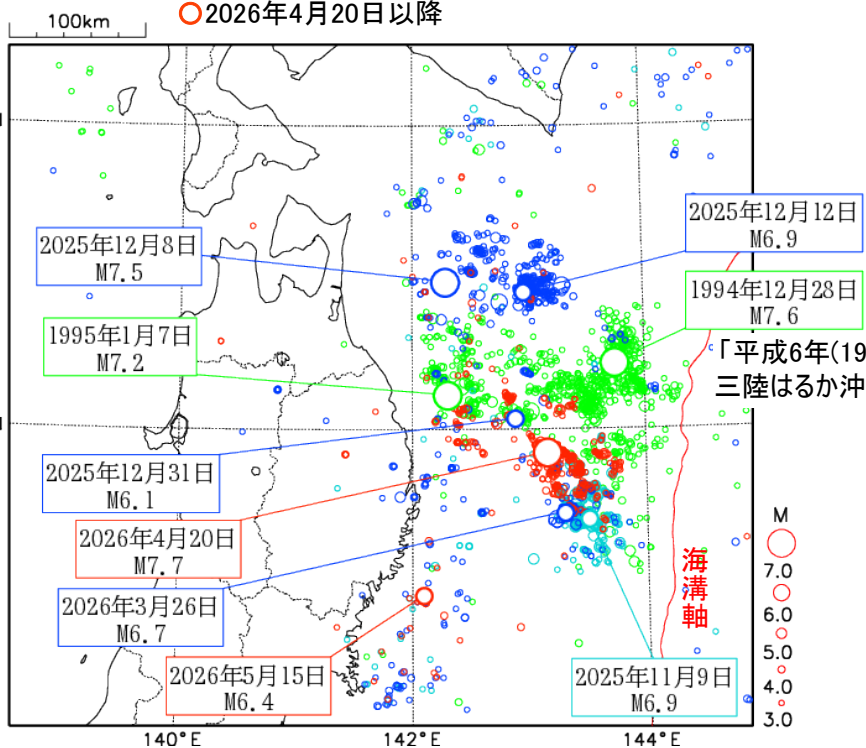 100km
○2026年4月20日以降
2025年12月12日
M6.9
2025年12月8日
M7.5
1994年12月28日
M7.6
「平成6年(19
三陸はるか沖
1995年1月7日
M7.2
2025年12月31日
M6.1
2026年4月20日
M7.7
2026年3月26日
M6.7
2026年5月15日
M6.4
2025年11月9日
M6.9
海溝軸
M
7.0
6.0
5.0
4.0
3.0
140°E
142°
144°E